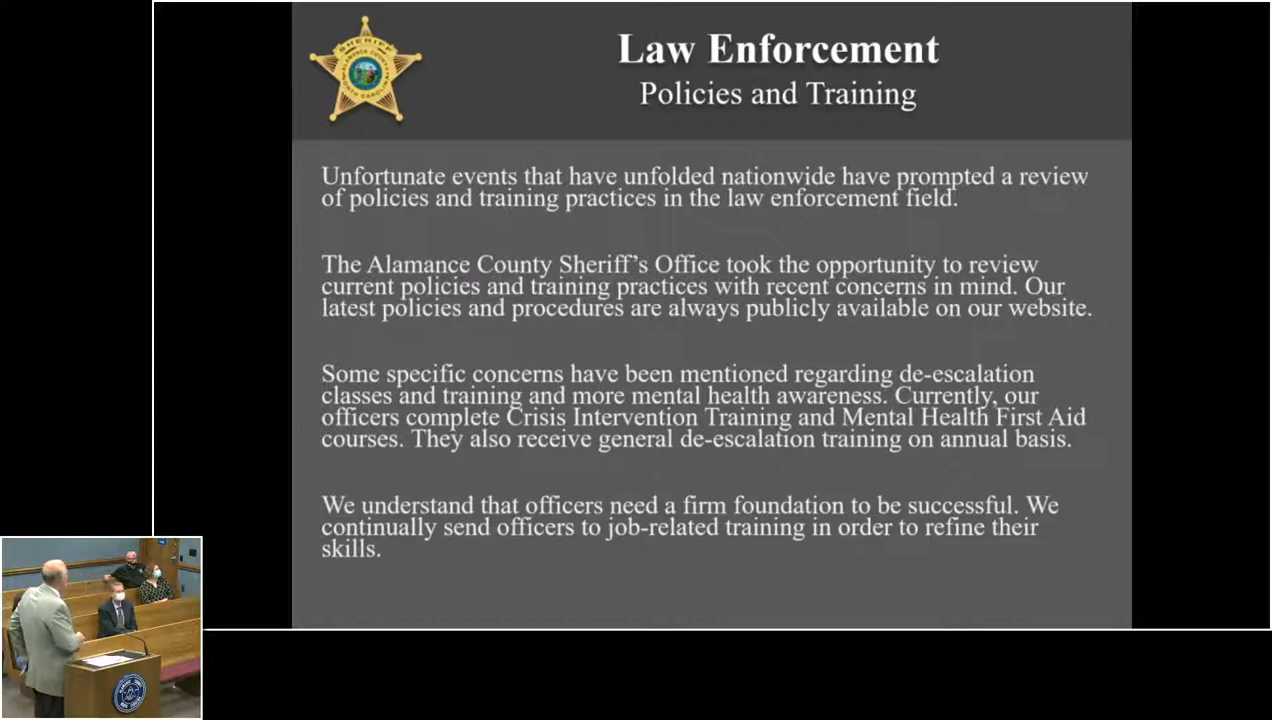 SHERIFF
ALAMANCE COUNTY
NORTH CAROLINA
Law Enforcement
Policies and Training
Unfortunate events that have unfolded nationwide have prompted a review
of policies and training practices in the law enforcement field.
The Alamance County Sheriff's Office took the opportunity to review
current policies and training practices with recent concerns in mind. Our
latest policies and procedures are always publicly available on our website.
Some specific concerns have been mentioned regarding de-escalation
classes and training and more mental health awareness. Currently, our
officers complete Crisis Intervention Training and Mental Health First Aid
courses. They also receive general de-escalation training on annual basis.
We understand that officers need a firm foundation to be successful. We
continually send officers to job-related training in order to refine their
skills.